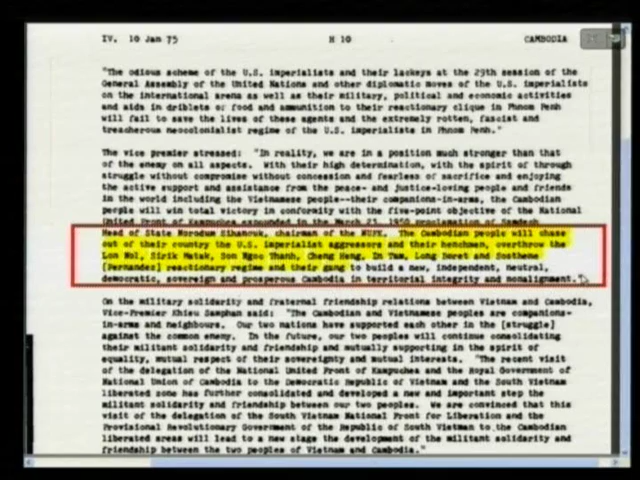 IV. 10 Jan 75 H 10 CAMBODIA
"The odious scheme of the U.S. imperialists and their lackeys at the 29th session of the
General Assembly of the United Nations and other diplomatic moves of the U.S. imperialists
on the international arena as well as their military, political and economic activities
and aids in driblets or food and ammunition to their reactionary clique in Phnom Penh
will fail to save the lives of these agents and the extremely rotten, fascist and
treacherous neocolonialist regime of the U.S. imperialists in Phnom Penh."
The vice premier stressed: "In reality, we are in a position much stronger than that
of the enemy on all aspects. With their high determination, with the spirit of through
struggle without compromise without concession and fearless of sacrifice and enjoying
the active support and assistance from the peace- and justice-loving people and friends
in the world including the Vietnamese people--their companions-in-arms, the Cambodian
people will win total victory in conformity with the five-point objective of the National
United Front of Kampuchea expounded in the March 23, 1970 proclamation of Samdech
Head of State Norodom Sihanouk, chairman of the NUFK. The Cambodian people will chase
out of their country the U.S. imperialist aggressors and their henchmen, overthrow the
Lon Nol, Sirik Matak, Son Ngoc Thanh, Cheng Heng, In Tam, Long Boret and Sosthene
[Fernandez] reactionary regime and their gang to build a new, independent, neutral,
democratic, sovereign and prosperous Cambodia in territorial integrity and nonalignment."
On the military solidarity and fraternal friendship relations between Vietnam and Cambodia,
Vice-Premier Khieu Samphan said: "The Cambodian and Vietnamese peoples are companions-
in-arms and neighbours. Our two nations have supported each other in the [struggle]
against the common enemy. In the future, our two peoples will continue consolidating
their militant solidarity and friendship and mutually supporting in the spirit of
equality, mutual respect of their sovereignty and mutual interests. "The recent visit
of the delegation of the National United Front of Kampuchea and the Royal Government of
National Union of Cambodia to the Democratic Republic of Vietnam and the South Vietnam
liberated zone has further consolidated and developed a new and important step the
militant solidarity and friendship between our two peoples. We are convinced that this
visit of the delegation of the South Vietnam National Front for Liberation and the
Provisional Revolutionary Government of the Republic of South Vietnam to the Cambodian
liberated areas will lead to a new stage the development of the militant solidarity and
friendship between the two peoples of Vietnam and Cambodia."